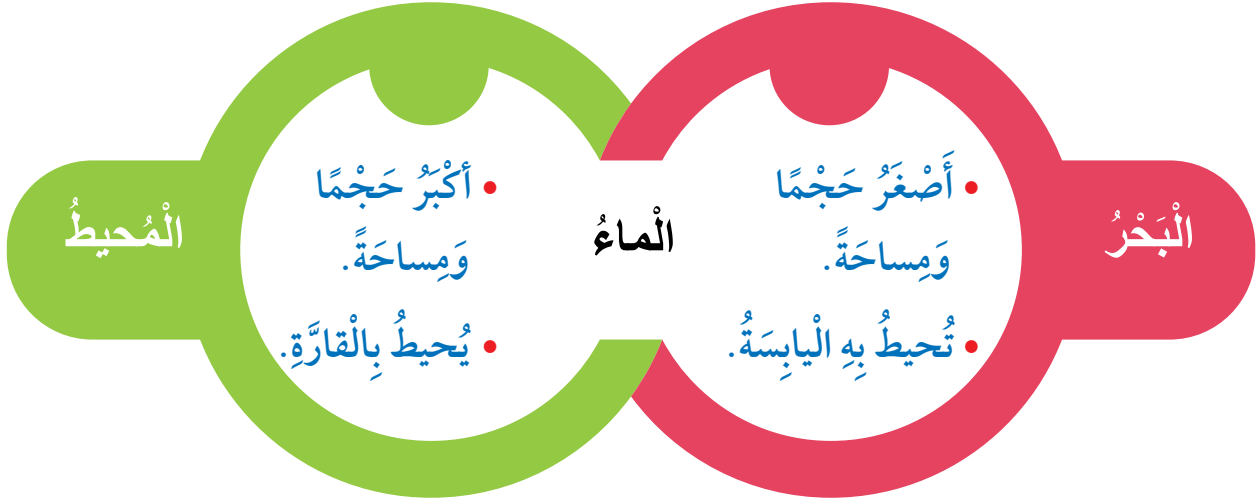 الْبَحْرُ
• أَصْغَرُ حَجْمًا
وَمِساحَةً.
• تُحيطُ بِهِ الْيابِسَةُ.
الْماءُ
• أَكْبَرُ حَجْمًا
وَمِساحَةً.
• يُحيطُ بِالْقارَّةِ.
الْمُحيطُ